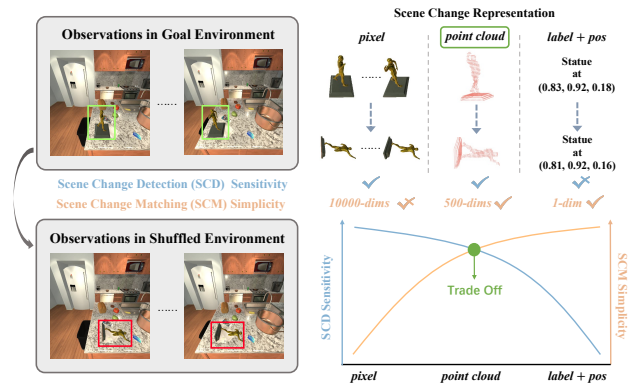 Observations in Goal Environment
......
Scene Change Detection (SCD) Sensitivity
Scene Change Matching (SCM) Simplicity
Observations in Shuffled Environment
......
Scene Change Representation
pixel
point cloud
label + pos
......
Statue
at
(0.83, 0.92, 0.18)
......
Statue
at
(0.81, 0.92, 0.16)
10000-dims
500-dims
1-dim
SCD Sensitivity
Trade Off
SCM Simplicity
pixel
point cloud
label + pos